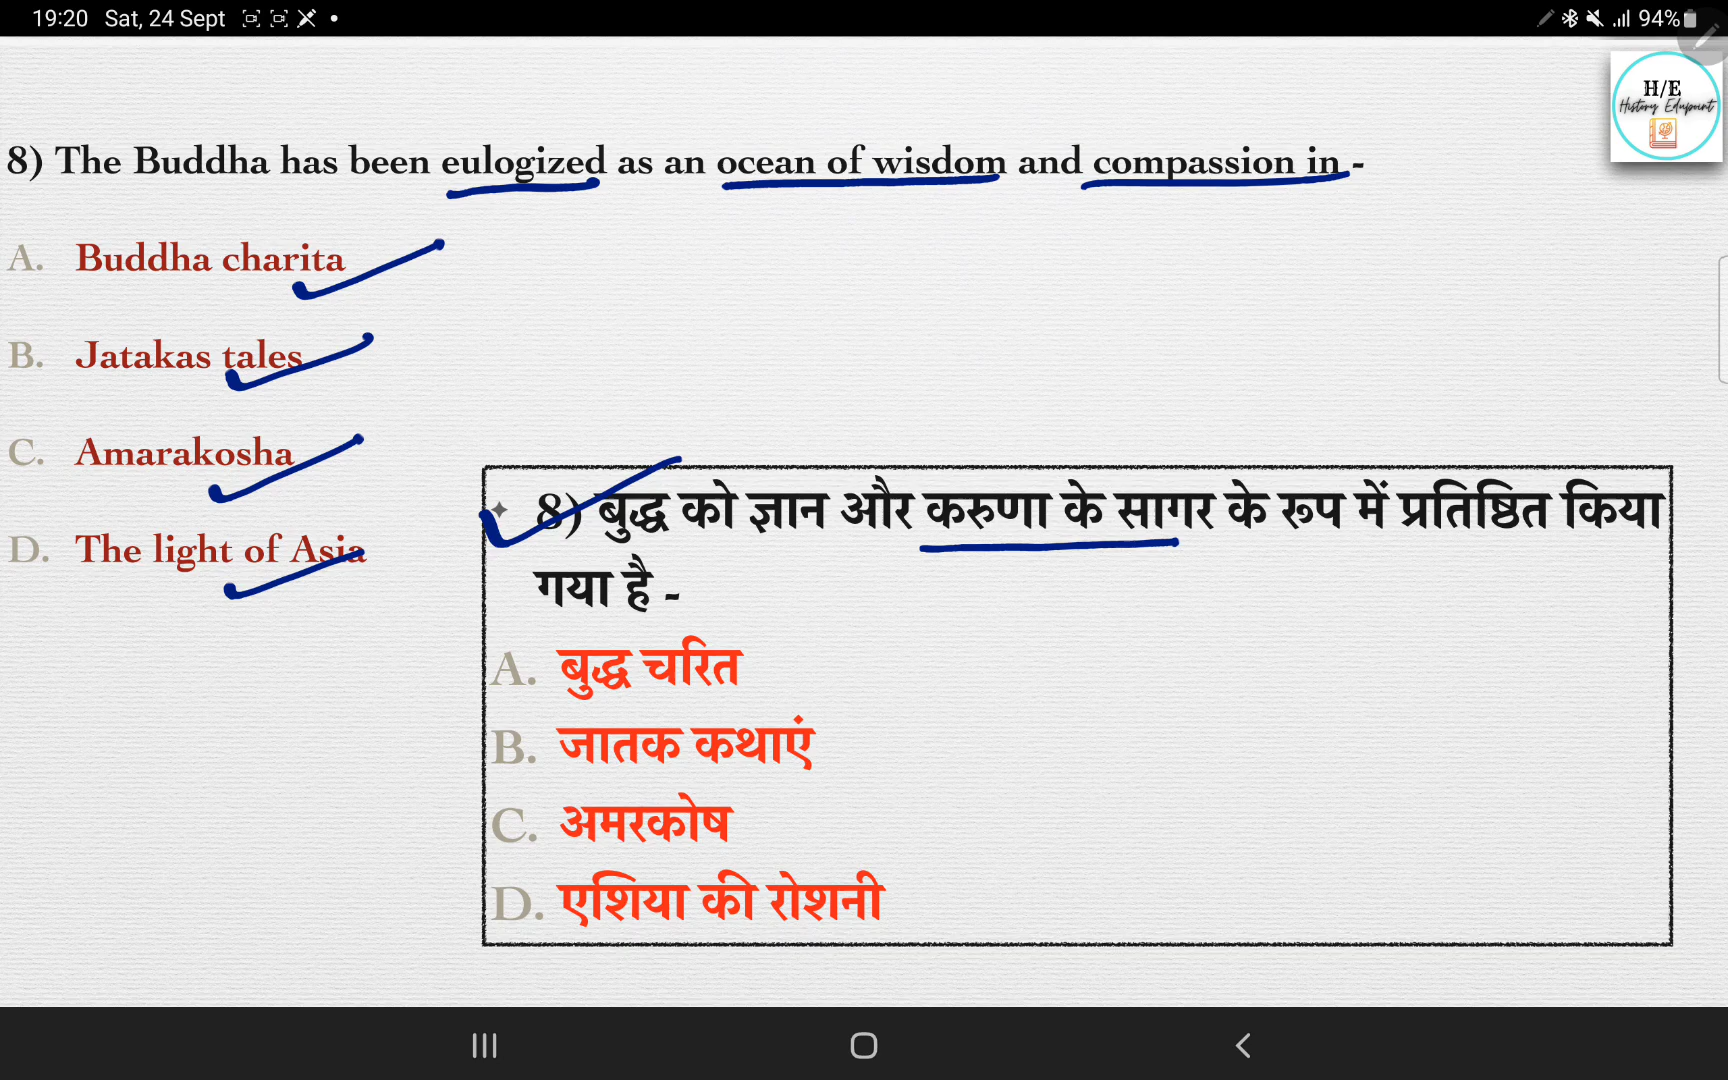 19:20 Sat, 24 Sept 94%
H/E
History Edupoint
8) The Buddha has been eulogized as an ocean of wisdom and compassion in -
A. Buddha charita
B. Jatakas tales
C. Amarakosha
D. The light of Asia
8) बुद्ध को ज्ञान और करुणा के सागर के रूप में प्रतिष्ठित किया
गया है -
A. बुद्ध चरित
B. जातक कथाएं
C. अमरकोष
D. एशिया की रोशनी